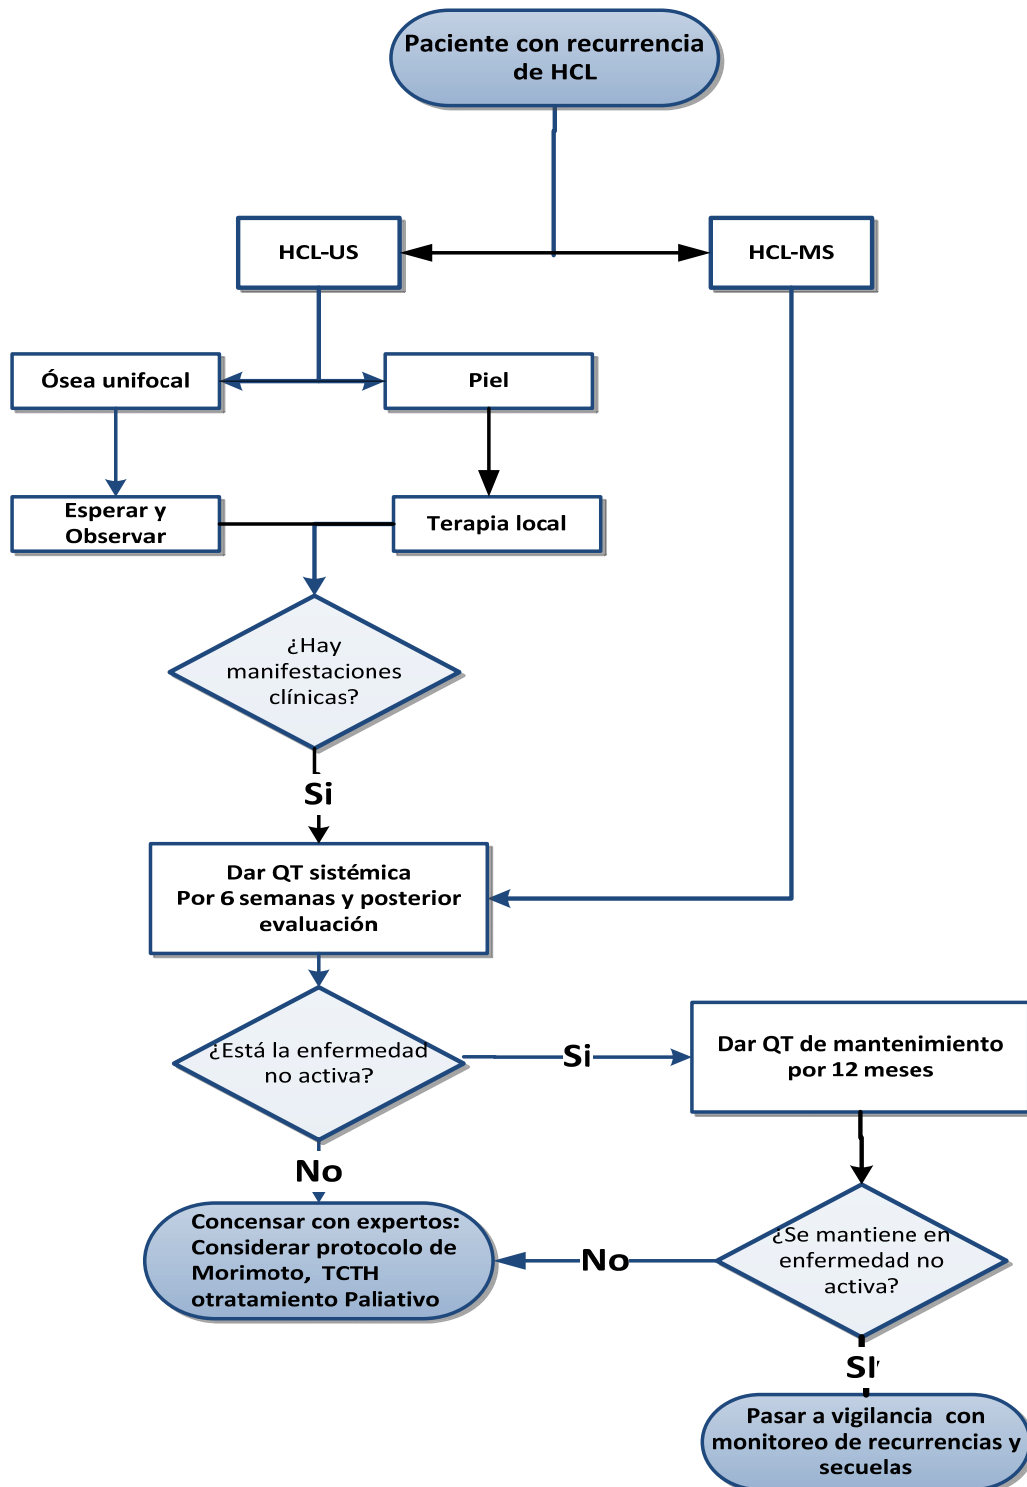 Paciente con recurrencia
de HCL
HCL-US
HCL-MS
Ósea unifocal
Piel
Esperar y
Observar
Terapia local
¿Hay
manifestaciones
clínicas?
Si
Dar QT sistémica
Por 6 semanas y posterior
evaluación
¿Está la enfermedad
no activa?
Si
Dar QT de mantenimiento
por 12 meses
No
Concensar con expertos:
Considerar protocolo de
Morimoto, TCTH
otratamiento Paliativo
No
¿Se mantiene en
enfermedad no
activa?
SI
Pasar a vigilancia con
monitoreo de recurrencias y
secuelas